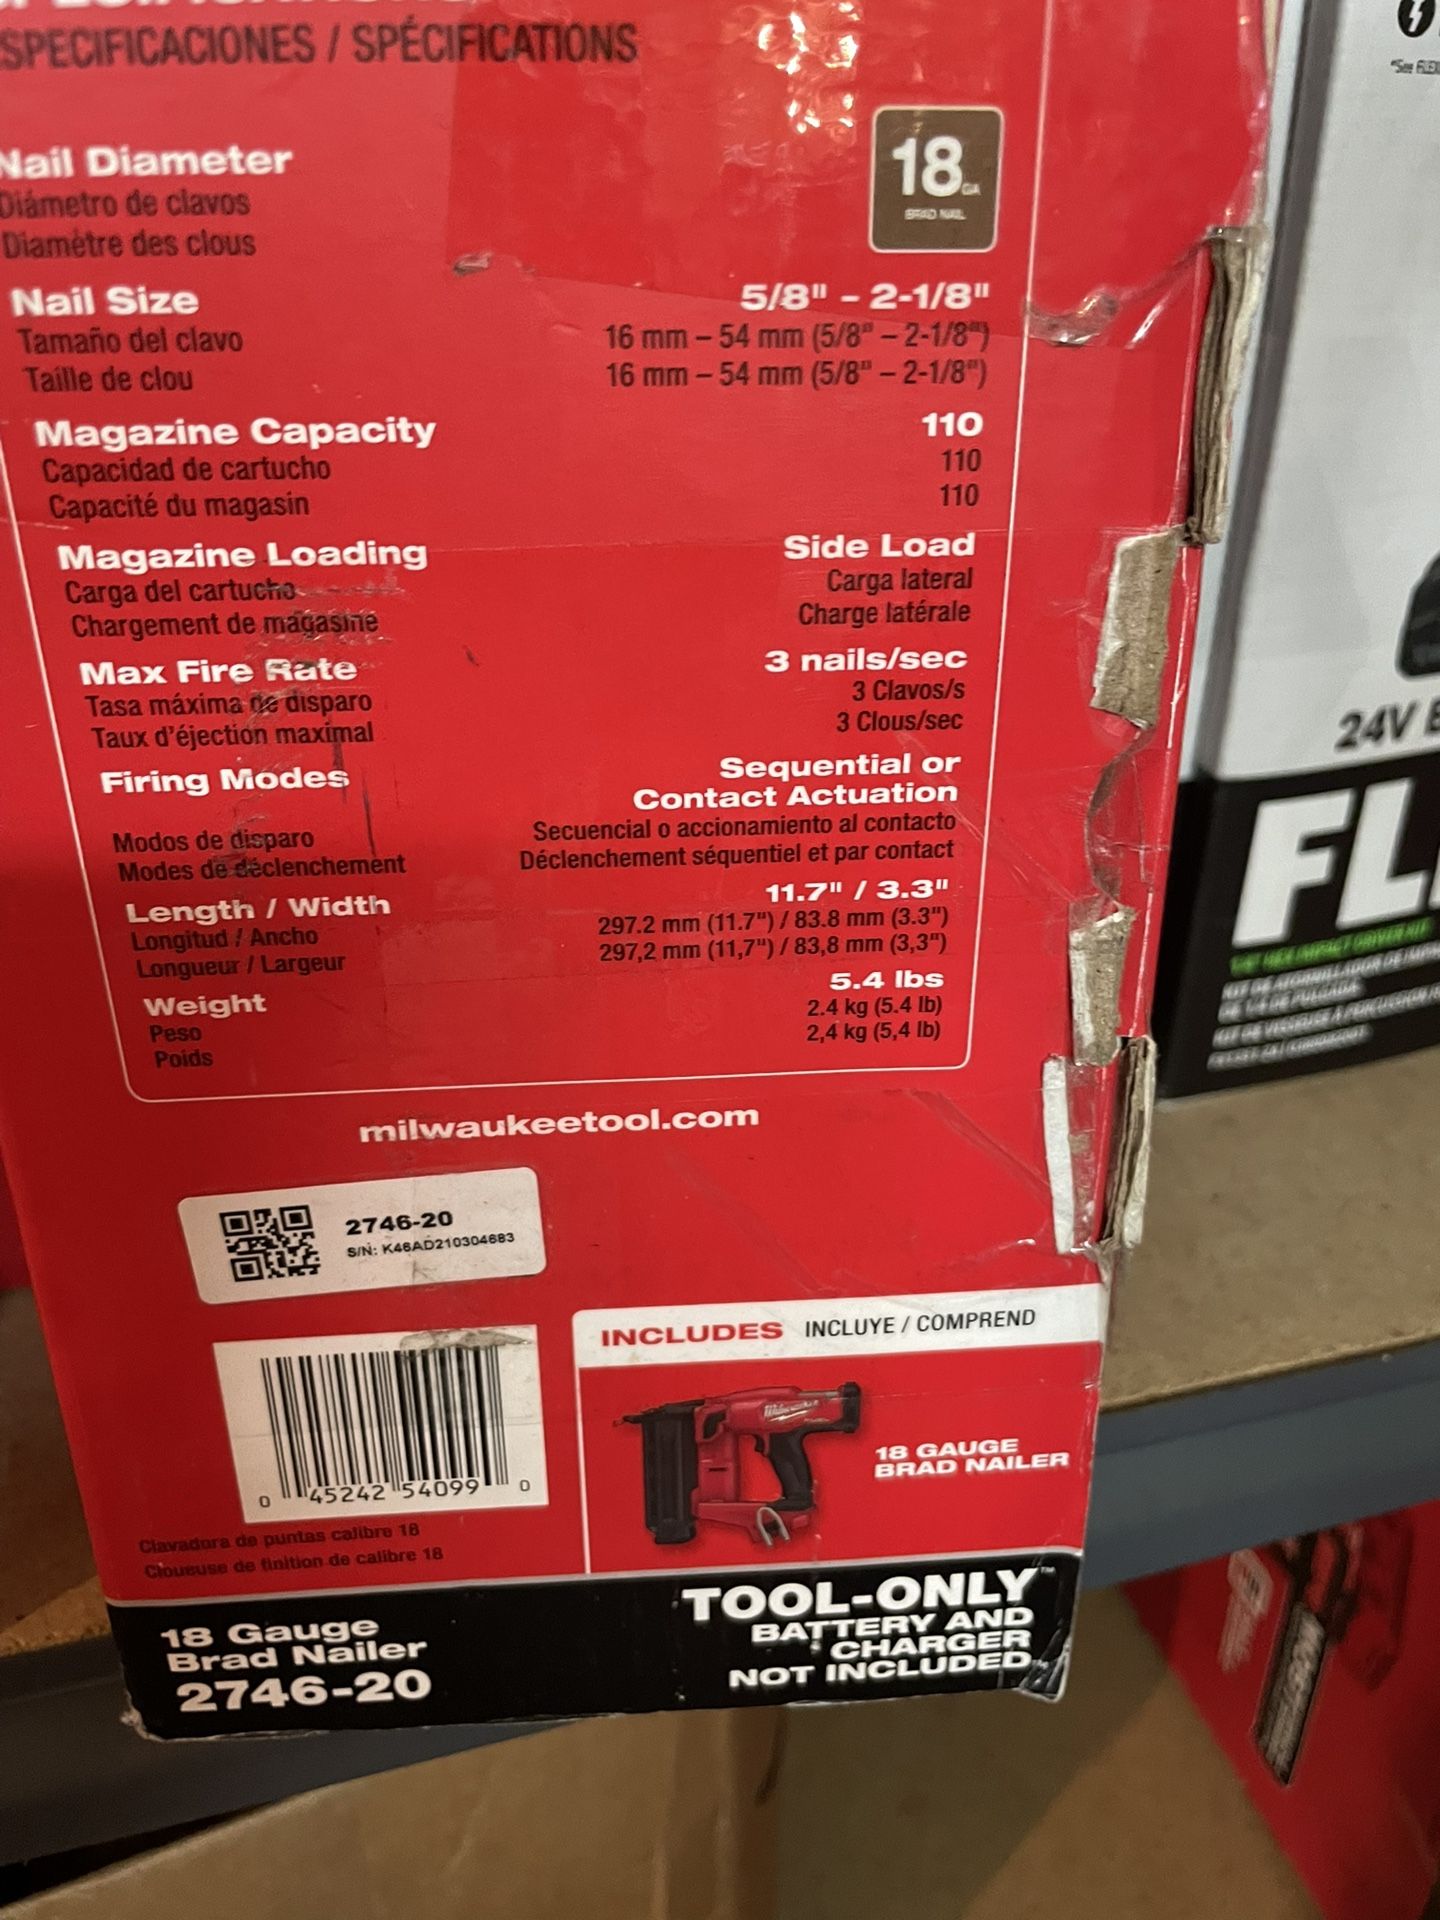 ESPECIFICACIONES / SPÉCIFICATIONS
Nail Diameter
Diámetro de clavos
Diamètre des clous
18 GA
BRAD NAIL
Nail Size 5/8" - 2-1/8"
Tamaño del clavo 16 mm – 54 mm (5/8" – 2-1/8")
Taille de clou 16 mm – 54 mm (5/8" – 2-1/8")
Magazine Capacity 110
Capacidad de cartucho 110
Capacité du magasin 110
Magazine Loading Side Load
Carga del cartucho Carga lateral
Chargement de magasine Charge latérale
Max Fire Rate 3 nails/sec
Tasa máxima de disparo 3 Clavos/s
Taux d'éjection maximal 3 Clous/sec
Firing Modes Sequential or
Contact Actuation
Modos de disparo Secuencial o accionamiento al contacto
Modes de déclenchement Déclenchement séquentiel et par contact
Length / Width 11.7" / 3.3"
Longitud / Ancho 297.2 mm (11.7") / 83.8 mm (3.3")
Longueur / Largeur 297,2 mm (11,7") / 83,8 mm (3,3")
Weight 5.4 lbs
Peso 2.4 kg (5.4 lb)
Poids 2,4 kg (5,4 lb)
milwaukeetool.com
2746-20
S/N: K46AD210304683
INCLUDES INCLUYE / COMPREND
Milwaukee
18 GAUGE
BRAD NAILER
0 45242 54099 0
Clavadora de puntas calibre 18
Cloueuse de finition de calibre 18
18 Gauge
Brad Nailer
2746-20
TOOL-ONLY™
BATTERY AND
CHARGER
NOT INCLUDED
*See FLEX
24V
FL